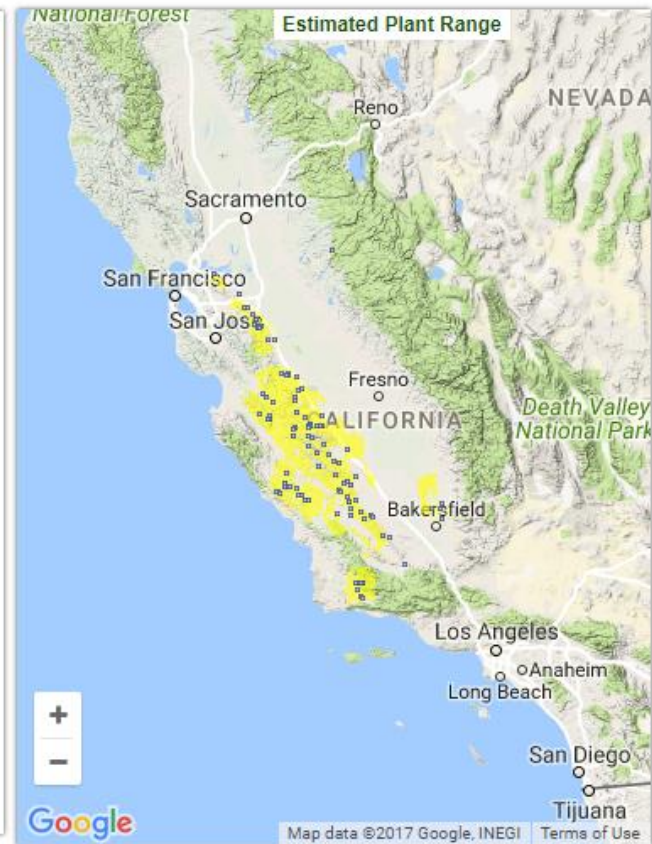 National Forest
Estimated Plant Range
Reno
NEVADA
Sacramento
San Francisco
San Jose
Fresno
CALIFORNIA
Death Valley
National Park
Bakersfield
Los Angeles
Anaheim
Long Beach
+
−
San Diego
Tijuana
Google
Map data ©2017 Google, INEGI
Terms of Use